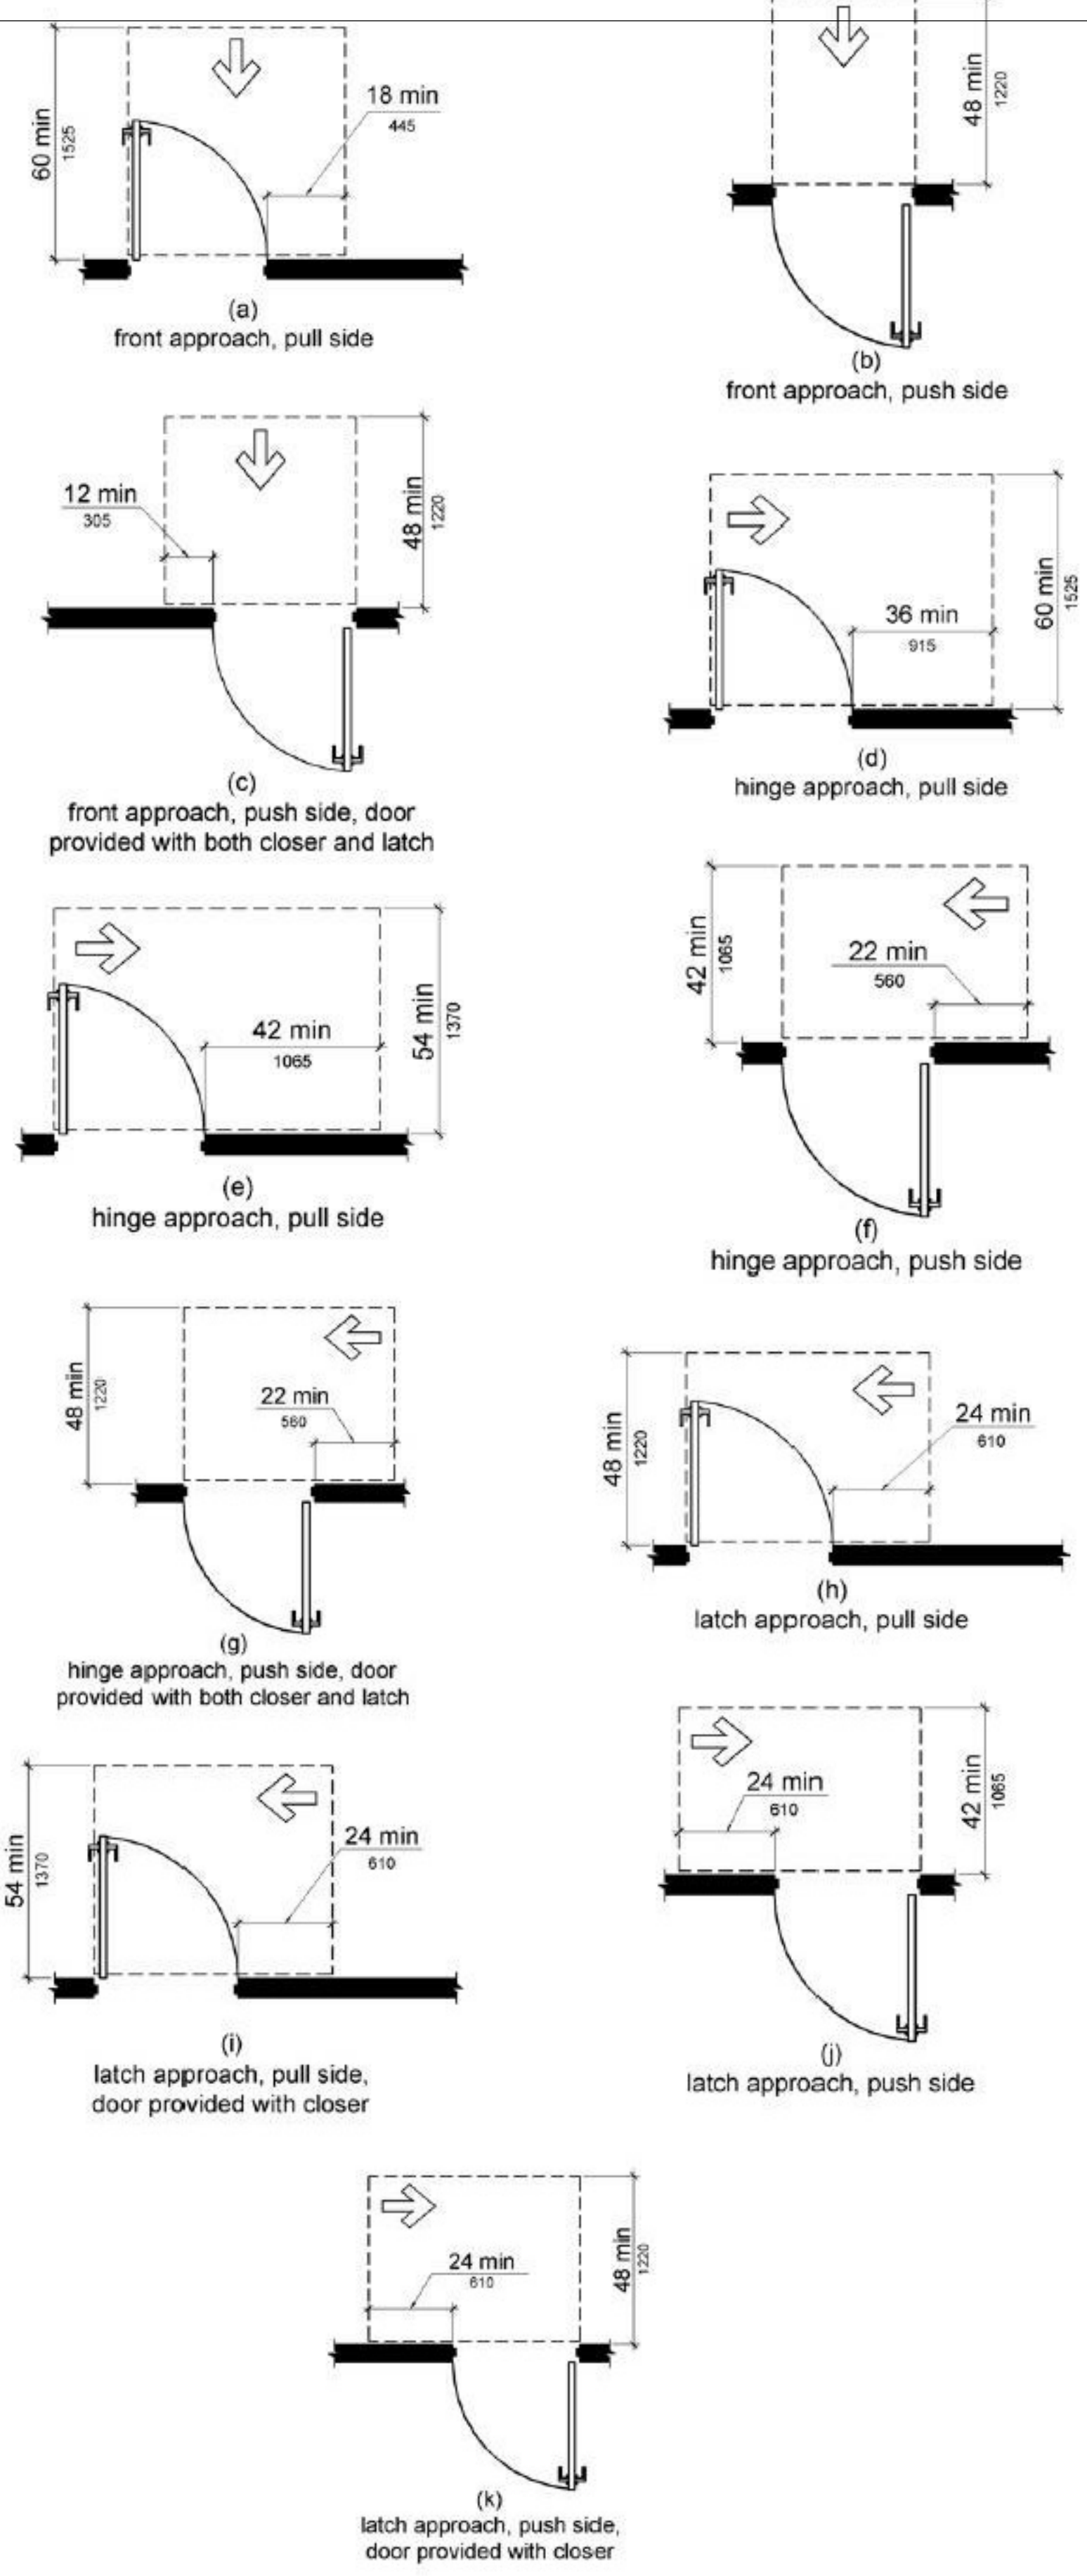 60 min
1525
18 min
445
(a)
front approach, pull side
48 min
1220
(b)
front approach, push side
12 min
305
48 min
1220
(c)
front approach, push side, door
provided with both closer and latch
36 min
915
60 min
1525
(d)
hinge approach, pull side
42 min
1065
54 min
1370
(e)
hinge approach, pull side
42 min
1065
22 min
560
(f)
hinge approach, push side
48 min
1220
22 min
560
(g)
hinge approach, push side, door
provided with both closer and latch
48 min
1220
24 min
610
(h)
latch approach, pull side
54 min
1370
24 min
610
(i)
latch approach, pull side,
door provided with closer
24 min
610
42 min
1065
(j)
latch approach, push side
24 min
610
48 min
1220
(k)
latch approach, push side,
door provided with closer